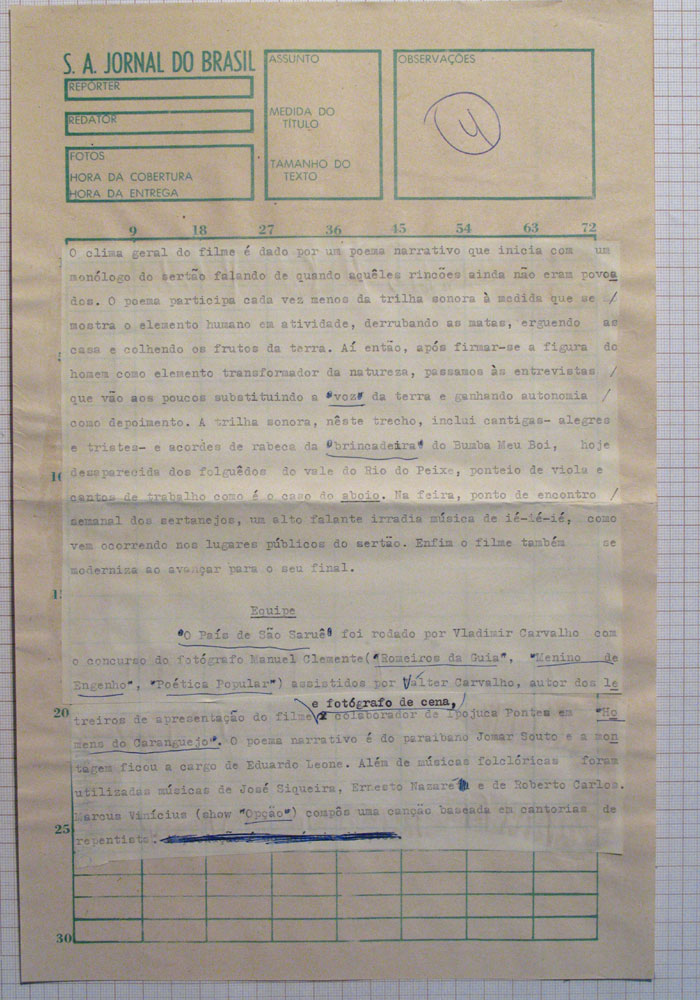 S. A. JORNAL DO BRASIL
REPÓRTER
REDATOR
FOTOS
HORA DA COBERTURA
HORA DA ENTREGA
ASSUNTO
MEDIDA DO
TÍTULO
TAMANHO DO
TEXTO
OBSERVAÇÕES
4
9 18 27 36 45 54 63 72
O clima geral do filme é dado por um poema narrativo que inicia com um
monólogo do sertão falando de quando aquêles rincões ainda não eram povoa
dos. O poema participa cada vez menos da trilha sonora à medida que se /
mostra o elemento humano em atividade, derrubando as matas, erguendo as
casa e colhendo os frutos da terra. Aí então, após firmar-se a figura do
homem como elemento transformador da natureza, passamos às entrevistas /
que vão aos poucos substituindo a "voz" da terra e ganhando autonomia /
como depoimento. A trilha sonora, nêste trecho, inclui cantigas- alegres
e tristes- e acordes de rabeca da "brincadeira" do Bumba Meu Boi, hoje
desaparecida dos folguêdos do vale do Rio do Peixe, ponteio de viola e
cantos de trabalho como é o caso do aboio. Na feira, ponto de encontro /
semanal dos sertanejos, um alto falante irradia música de ié-ié-ié, como
vem ocorrendo nos lugares públicos do sertão. Enfim o filme também se
moderniza ao avançar para o seu final.
Equipe
"O País de São Saruê" foi rodado por Vladimir Carvalho com
o concurso do fotógrafo Manuel Clemente("Romeiros da Guia", "Menino de
Engenho", "Poética Popular") assistidos por Válter Carvalho, autor dos le
e fotógrafo de cena,
treiros de apresentação do filme colaborador de Ipojuca Pontes em "Ho
mens do Caranguejo". O poema narrativo é do paraibano Jomar Souto e a mon
tagem ficou a cargo de Eduardo Leone. Além de músicas folclóricas foram
utilizadas músicas de José Siqueira, Ernesto Nazareth e de Roberto Carlos.
Marcus Vinícius (show "Opção") compôs uma canção baseada em cantorias de
repentista.
10
15
20
25
30